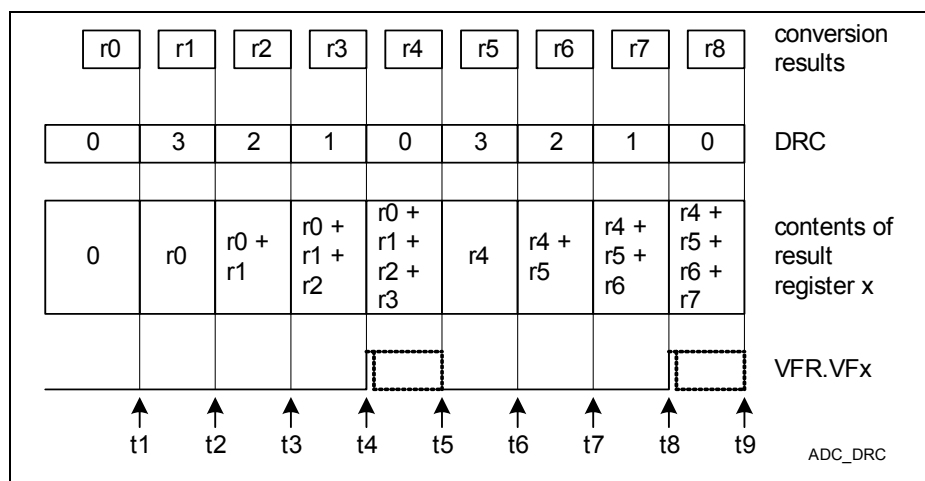 r0 r1 r2 r3 r4 r5 r6 r7 r8
conversion
results
0 3 2 1 0 3 2 1 0
DRC
0
r0
r0 +
r1
r0 +
r1 +
r2
r0 +
r1 +
r2 +
r3
r4
r4 +
r5
r4 +
r5 +
r6
r4 +
r5 +
r6 +
r7
contents of
result
register x
VFR.VFx
t1 t2 t3 t4 t5 t6 t7 t8 t9
ADC_DRC